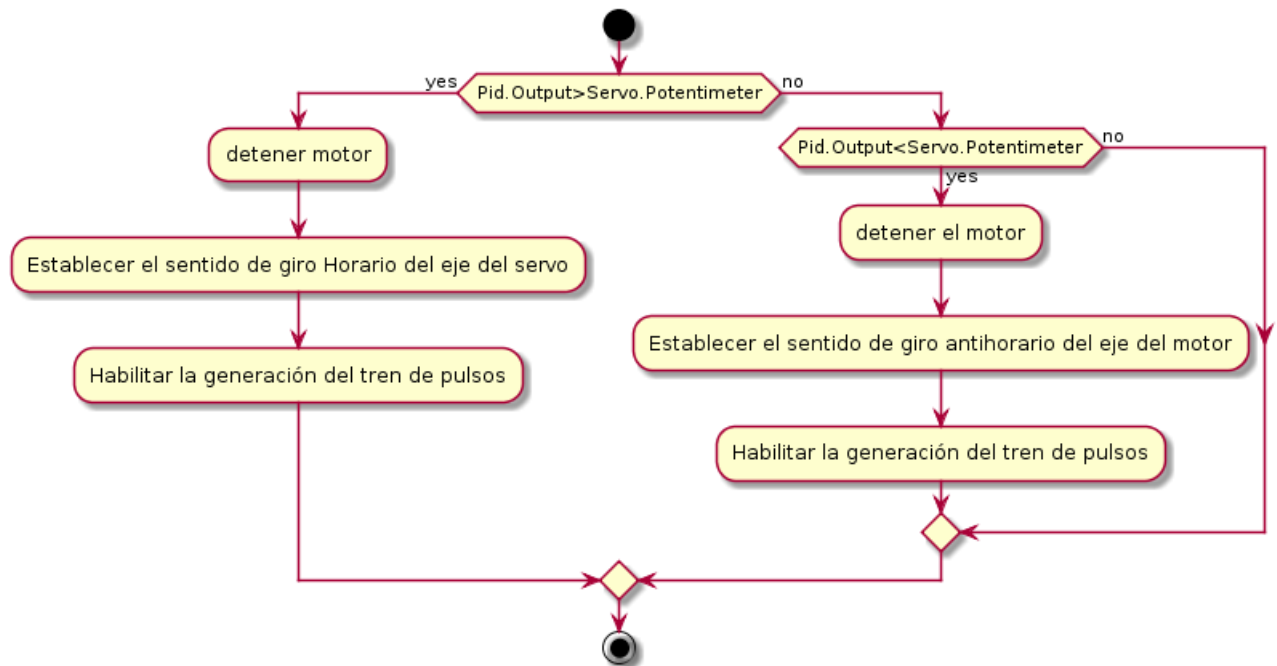 Pid.Output>Servo.Potentimeter
yes
no
detener motor
Establecer el sentido de giro Horario del eje del servo
Habilitar la generación del tren de pulsos
Pid.Output<Servo.Potentimeter
no
yes
detener el motor
Establecer el sentido de giro antihorario del eje del motor
Habilitar la generación del tren de pulsos